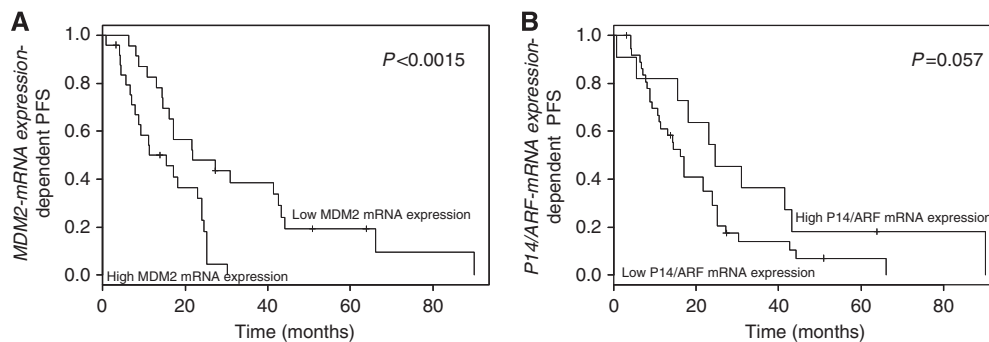 A
MDM2-mRNA expression-
dependent PFS
1.0
0.8
0.6
0.4
0.2
0.0
P<0.0015
Low MDM2 mRNA expression
High MDM2 mRNA expression
0 20 40 60 80
Time (months)
B
P14/ARF-mRNA expression-
dependent PFS
1.0
0.8
0.6
0.4
0.2
0.0
P=0.057
High P14/ARF mRNA expression
Low P14/ARF mRNA expression
0 20 40 60 80
Time (months)